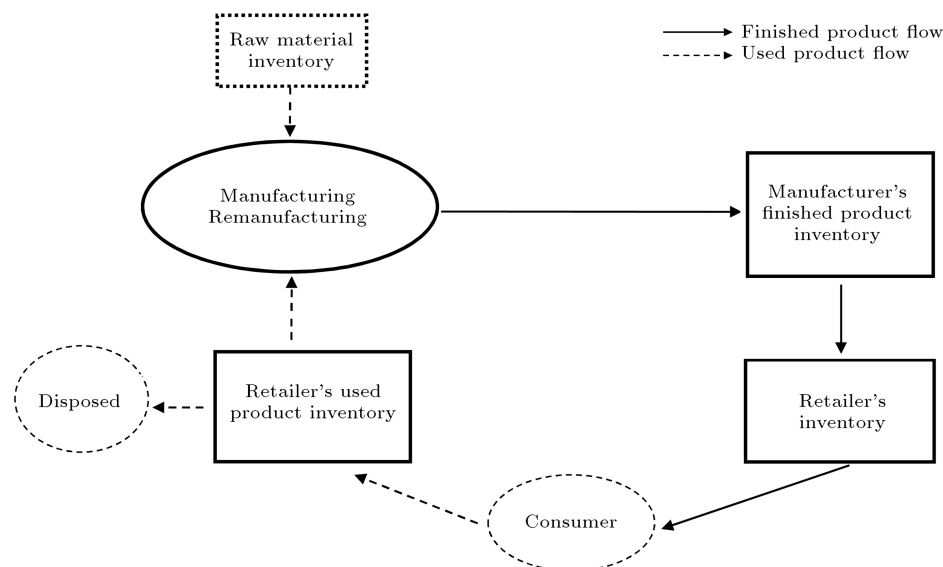 Raw material
inventory
Finished product flow
Used product flow
Manufacturing
Remanufacturing
Manufacturer's
finished product
inventory
Disposed
Retailer's used
product inventory
Retailer's
inventory
Consumer